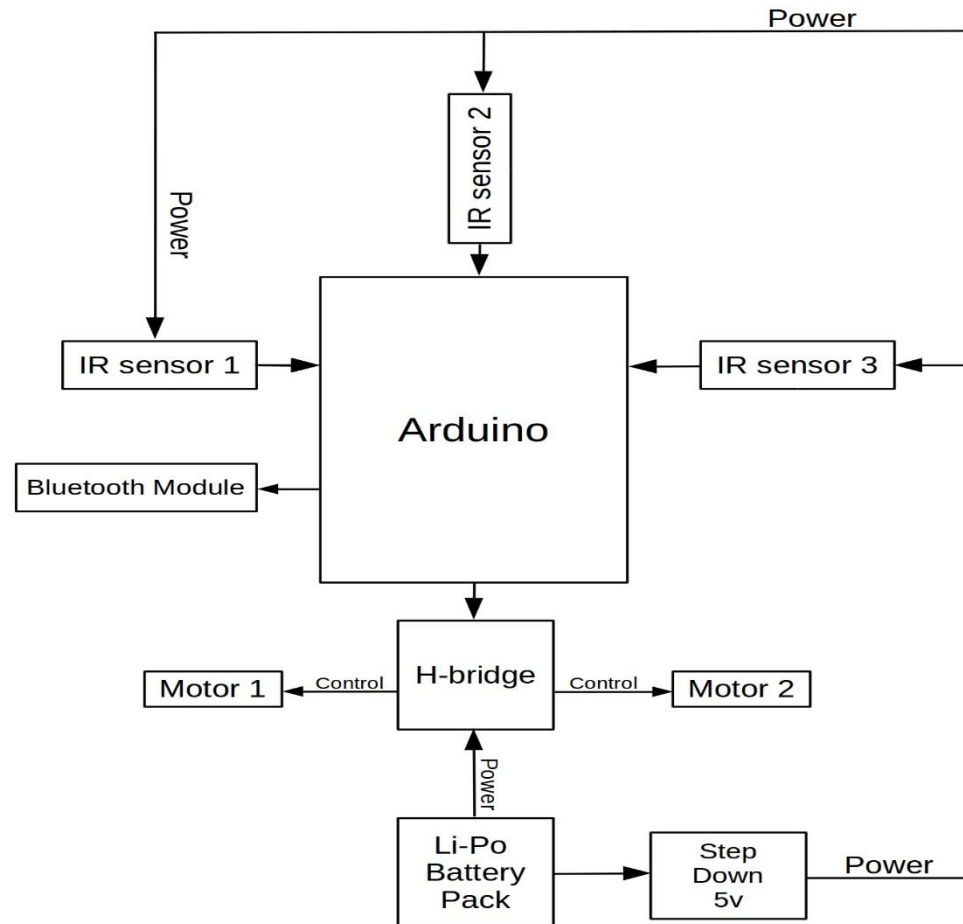 Power
IR sensor 2
Power
IR sensor 1
IR sensor 3
Arduino
Bluetooth Module
H-bridge
Motor 1
Control
Control
Motor 2
Power
Li-Po
Battery
Pack
Step
Down
5v
Power